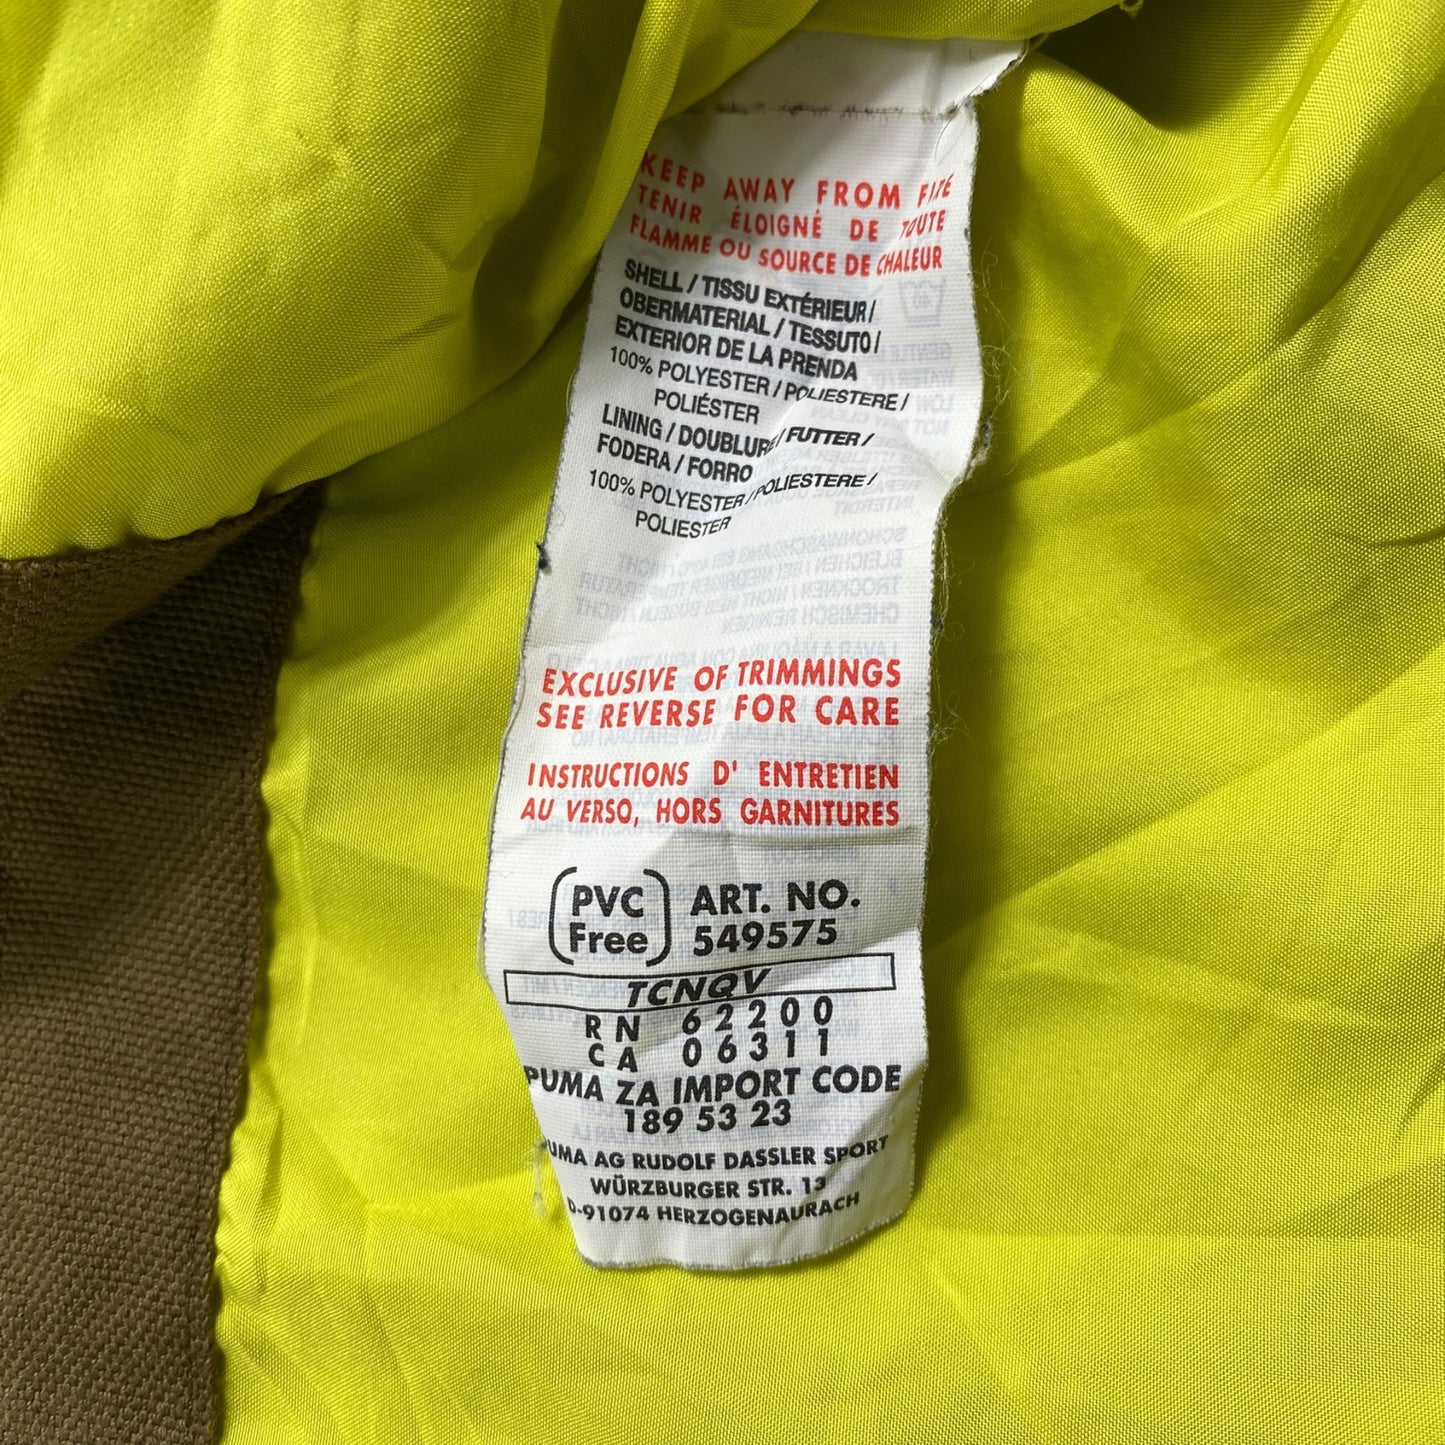 KEEP AWAY FROM FIRE
TENIR ÉLOIGNÉ DE TOUTE
FLAMME OU SOURCE DE CHALEUR
SHELL / TISSU EXTÉRIEUR /
OBERMATERIAL / TESSUTO /
EXTERIOR DE LA PRENDA
100% POLYESTER / POLIESTERE /
POLIÉSTER
LINING / DOUBLURE / FUTTER /
FODERA / FORRO
100% POLYESTER / POLIESTERE /
POLIESTER
EXCLUSIVE OF TRIMMINGS
SEE REVERSE FOR CARE
INSTRUCTIONS D' ENTRETIEN
AU VERSO, HORS GARNITURES
(PVC Free) ART. NO.
549575
TCNQV
RN 62200
CA 06311
PUMA ZA IMPORT CODE
189 53 23
PUMA AG RUDOLF DASSLER SPORT
WÜRZBURGER STR. 13
D-91074 HERZOGENAURACH